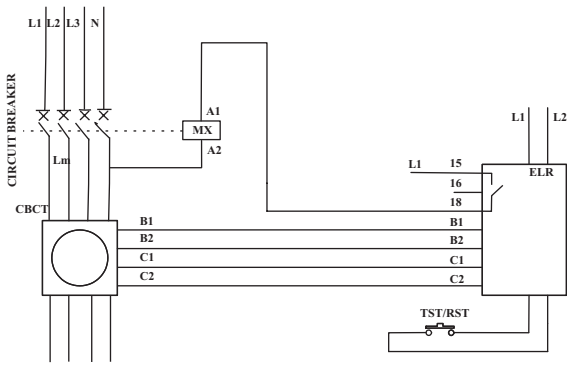 L1 L2 L3 N
CIRCUIT BREAKER
A1
MX
A2
Lm
CBCT
L1 L2
ELR
L1 15
16
18
B1 B1
B2 B2
C1 C1
C2 C2
TST/RST